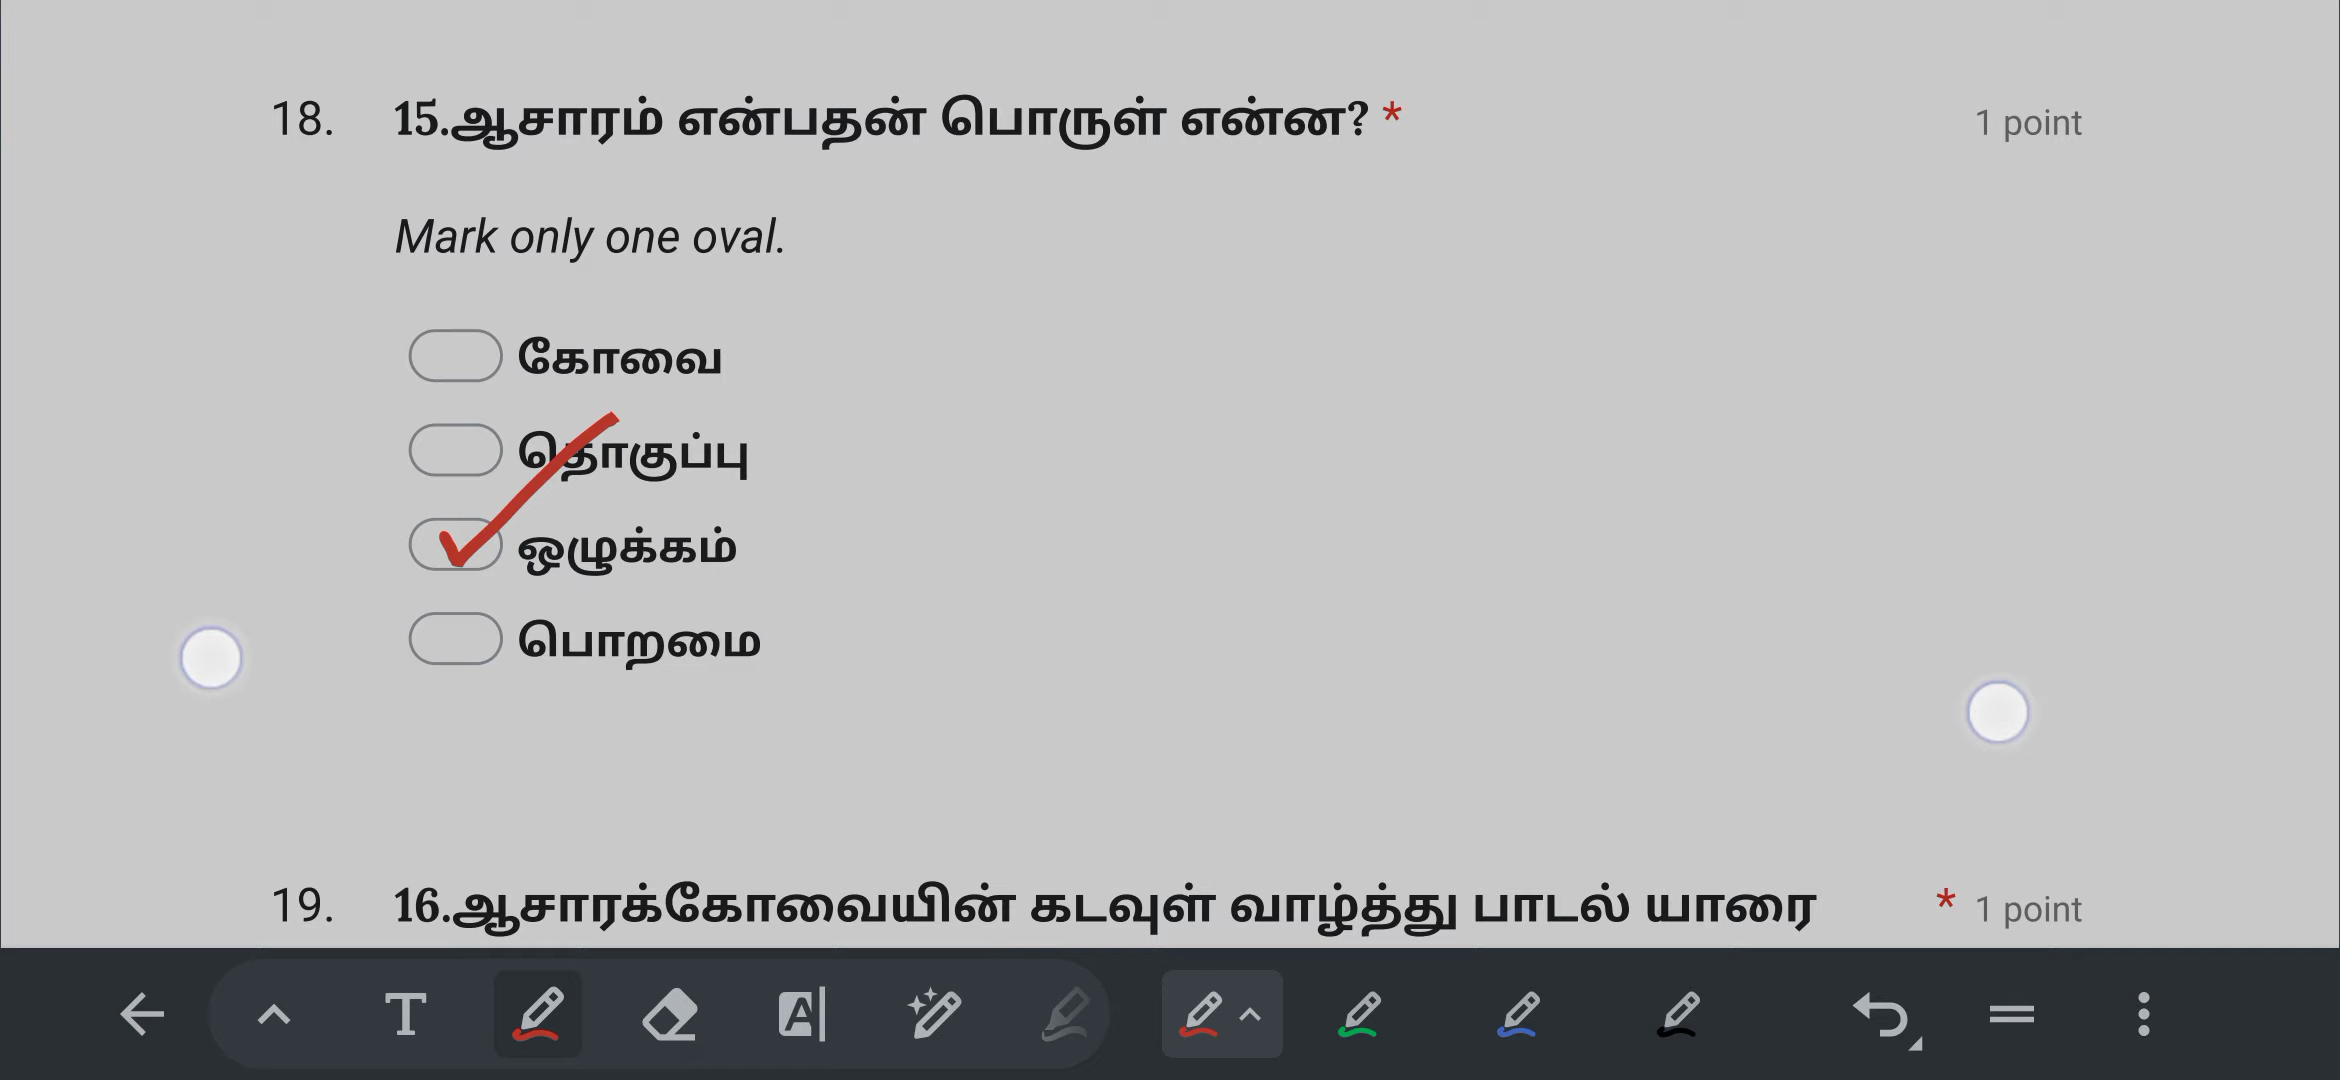 18. 15.ஆசாரம் என்பதன் பொருள் என்ன? * 1 point
Mark only one oval.
கோவை
தொகுப்பு
ஒழுக்கம்
பொறமை
19. 16.ஆசாரக்கோவையின் கடவுள் வாழ்த்து பாடல் யாரை * 1 point